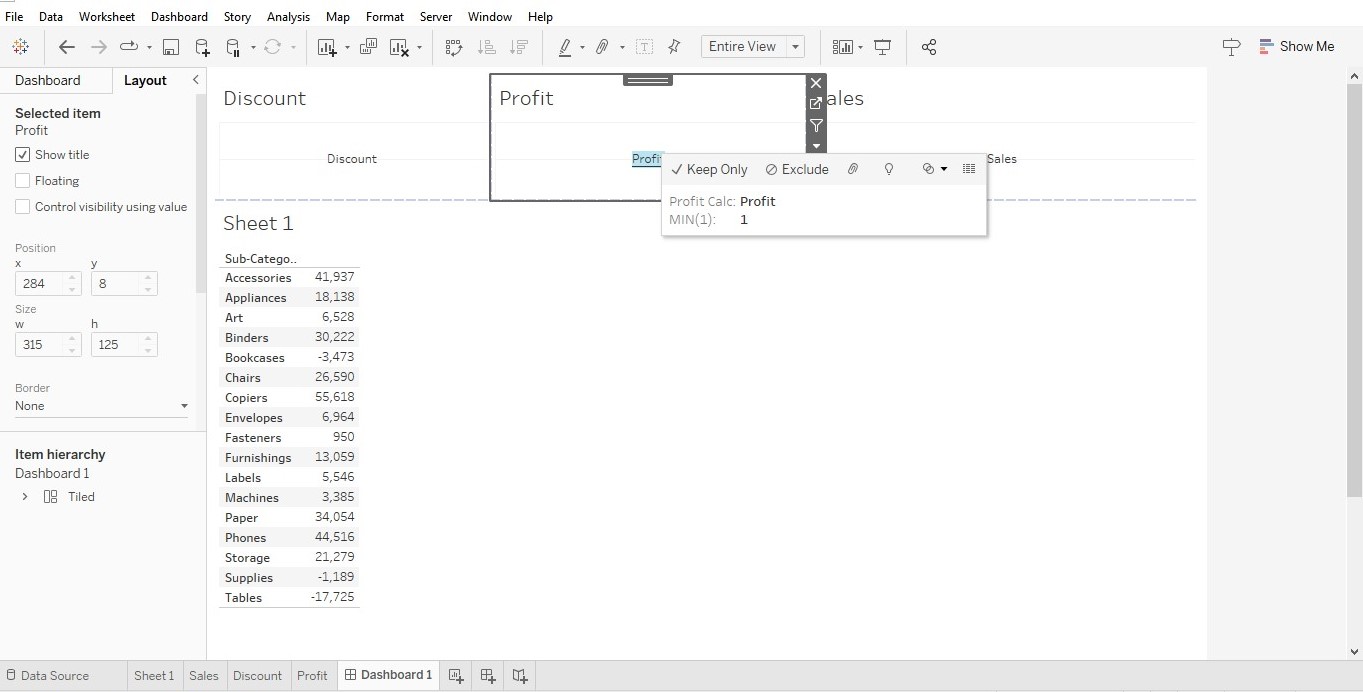 File Data Worksheet Dashboard Story Analysis Map Format Server Window Help
Entire View
Show Me
Dashboard Layout
Selected item
Profit
Show title
Floating
Control visibility using value
Position
x y
284 8
Size
w h
315 125
Border
None
Item hierarchy
Dashboard 1
Tiled
Discount Profit ales
Discount Profi Sales
Keep Only Exclude
Profit Calc: Profit
MIN(1): 1
Sheet 1
Sub-Catego..
Accessories 41,937
Appliances 18,138
Art 6,528
Binders 30,222
Bookcases -3,473
Chairs 26,590
Copiers 55,618
Envelopes 6,964
Fasteners 950
Furnishings 13,059
Labels 5,546
Machines 3,385
Paper 34,054
Phones 44,516
Storage 21,279
Supplies -1,189
Tables -17,725
Data Source Sheet 1 Sales Discount Profit Dashboard 1